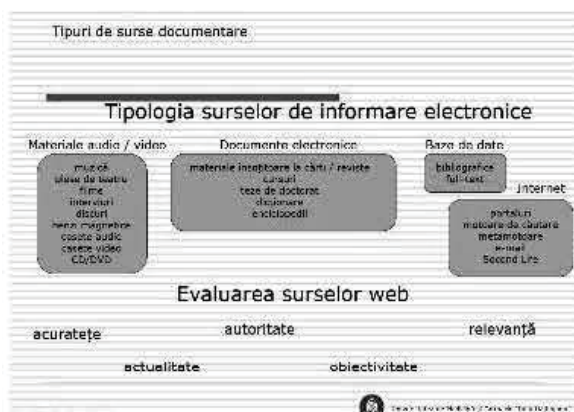 Tipuri de surse documentare
Tipologia surselor de informare electronice
Materiale audio / video
muzică
piese de teatru
filme
interviuri
discuri
benzi magnetice
casete audio
casete video
CD/DVD
Documente electronice
materiale însoțitoare la cărți / reviste
cursuri
teze de doctorat
dicționare
enciclopedii
Baze de date
bibliografice
full-text
Internet
portaluri
motoare de căutare
metamotoare
e-mail
Second Life
Evaluarea surselor web
acuratețe
autoritate
relevanță
actualitate
obiectivitate